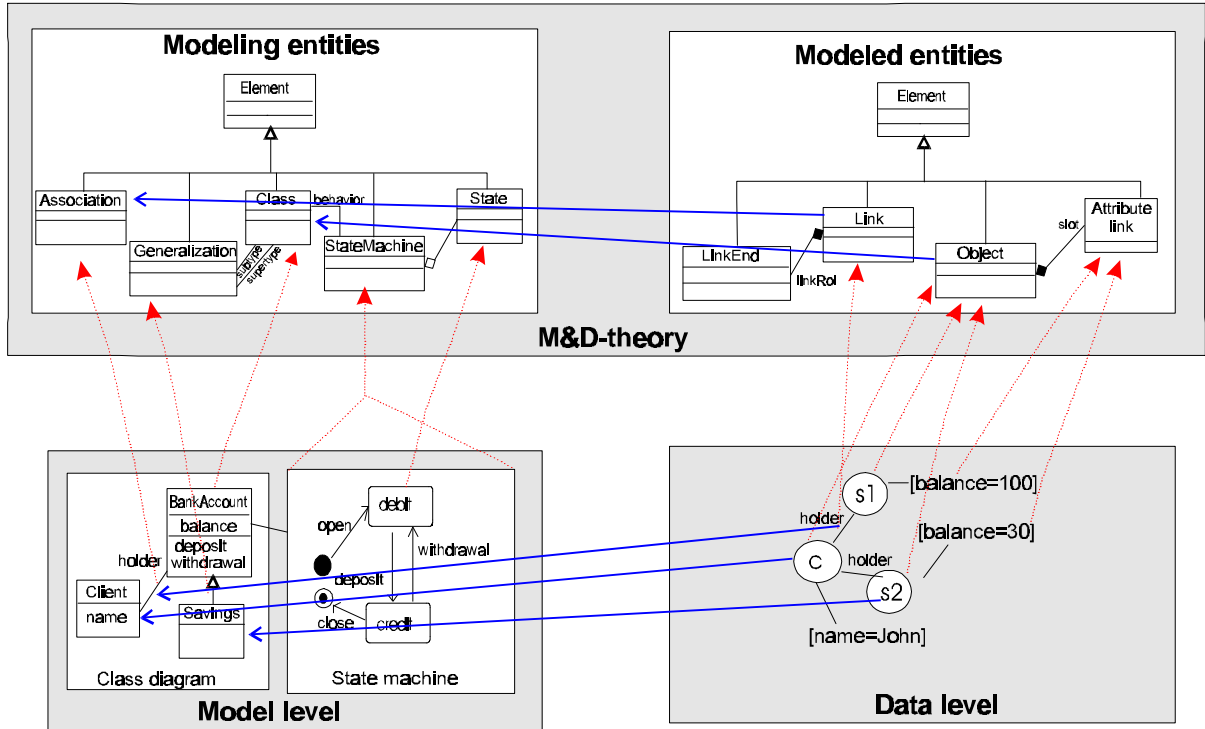 Modeling entities
Element
Association
Generalization
Class
subtype
supertype
behavior
StateMachine
State
Modeled entities
Element
LinkEnd
Link
linkRol
Object
slot
Attribute
link
M&D-theory
BankAccount
balance
deposit
withdrawal
holder
Client
name
Savings
Class diagram
open
debit
withdrawal
deposit
close
credit
State machine
Model level
s1
[balance=100]
holder
[balance=30]
c
holder
s2
[name=John]
Data level